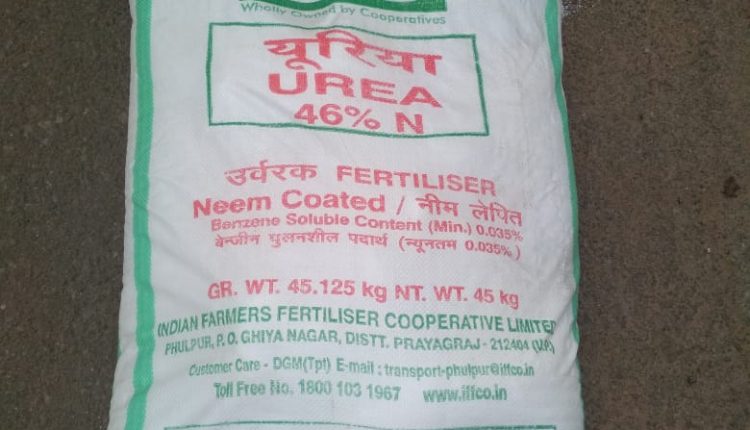 Wholly Owned by Cooperatives
यूरिया
UREA
46% N
उर्वरक FERTILISER
Neem Coated / नीम लेपित
Benzene Soluble Content (Min.) 0.035%
बेन्जीन घुलनशील पदार्थ (न्यूनतम 0.035%)
GR. WT. 45.125 kg NT. WT. 45 kg
INDIAN FARMERS FERTILISER COOPERATIVE LIMITED
PHULPUR, P.O. GHIYA NAGAR, DISTT. PRAYAGRAJ - 212404 (U.P.)
Customer Care - DGM(Tpt) E-mail : transport-phulpur@iffco.in
Toll Free No. 1800 103 1967 www.iffco.in